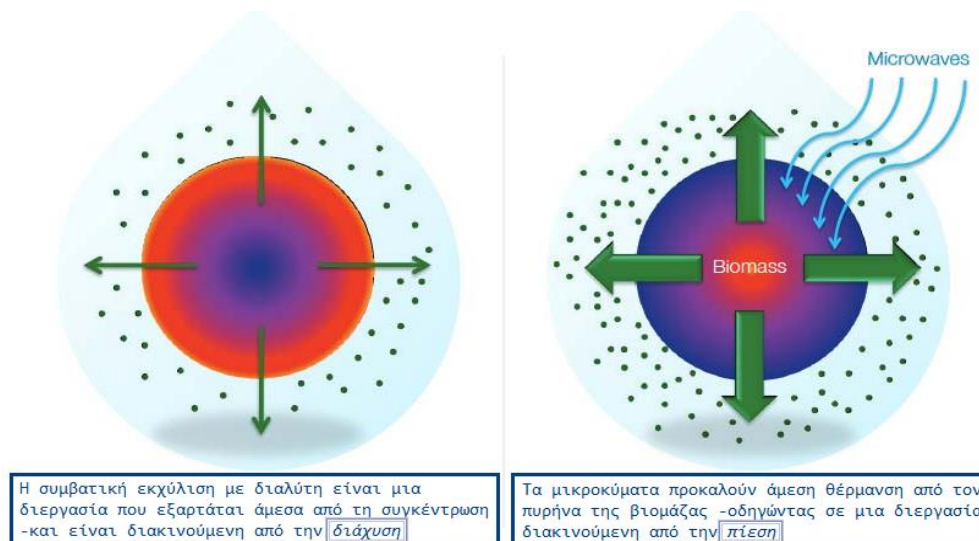 Microwaves
Biomass
Η συμβατική εκχύλιση με διαλύτη είναι μια
διεργασία που εξαρτάται άμεσα από τη συγκέντρωση
-και είναι διακινούμενη από την διάχυση
Τα μικροκύματα προκαλούν άμεση θέρμανση από τον
πυρήνα της βιομάζας -οδηγώντας σε μια διεργασία
διακινούμενη από την πίεση